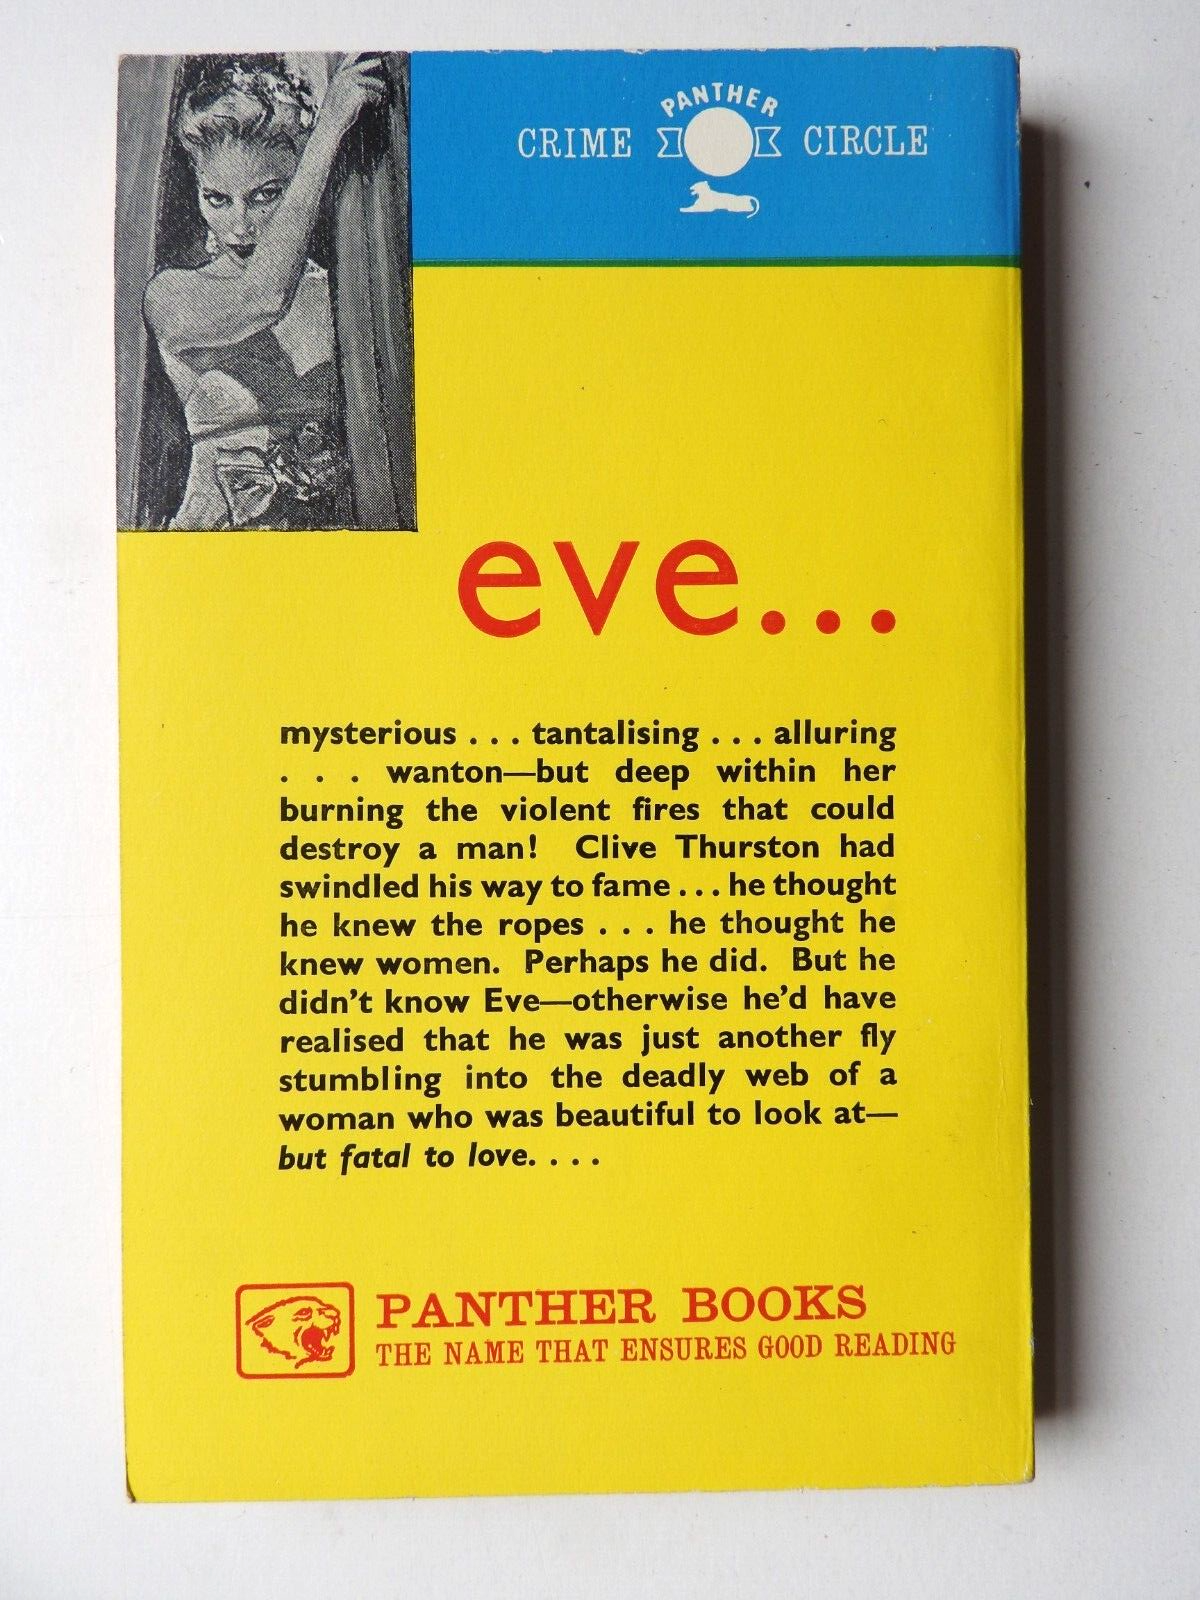 PANTHER
CRIME CIRCLE
eve...
mysterious . . . tantalising . . . alluring
. . . wanton—but deep within her
burning the violent fires that could
destroy a man! Clive Thurston had
swindled his way to fame . . . he thought
he knew the ropes . . . he thought he
knew women. Perhaps he did. But he
didn't know Eve—otherwise he'd have
realised that he was just another fly
stumbling into the deadly web of a
woman who was beautiful to look at—
but fatal to love. . . .
PANTHER BOOKS
THE NAME THAT ENSURES GOOD READING